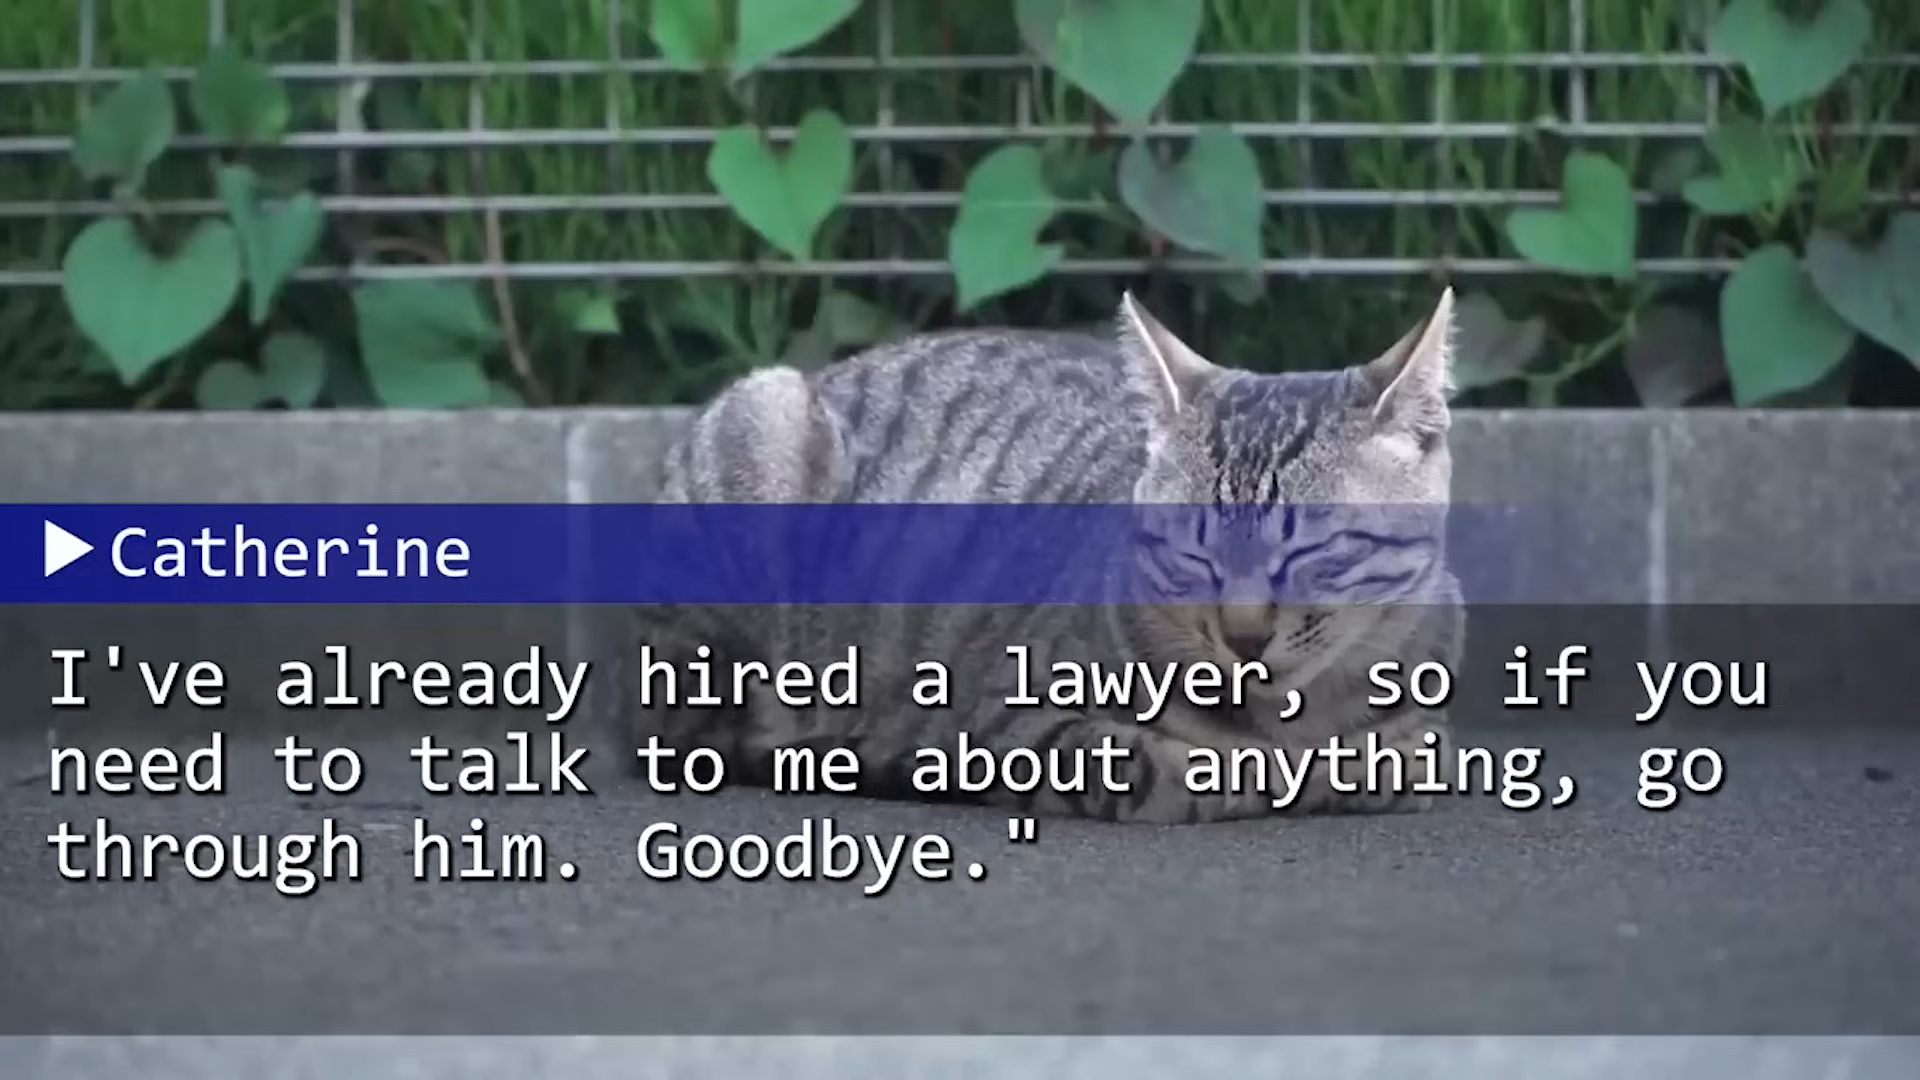 Catherine
I've already hired a lawyer, so if you
need to talk to me about anything, go
through him. Goodbye."